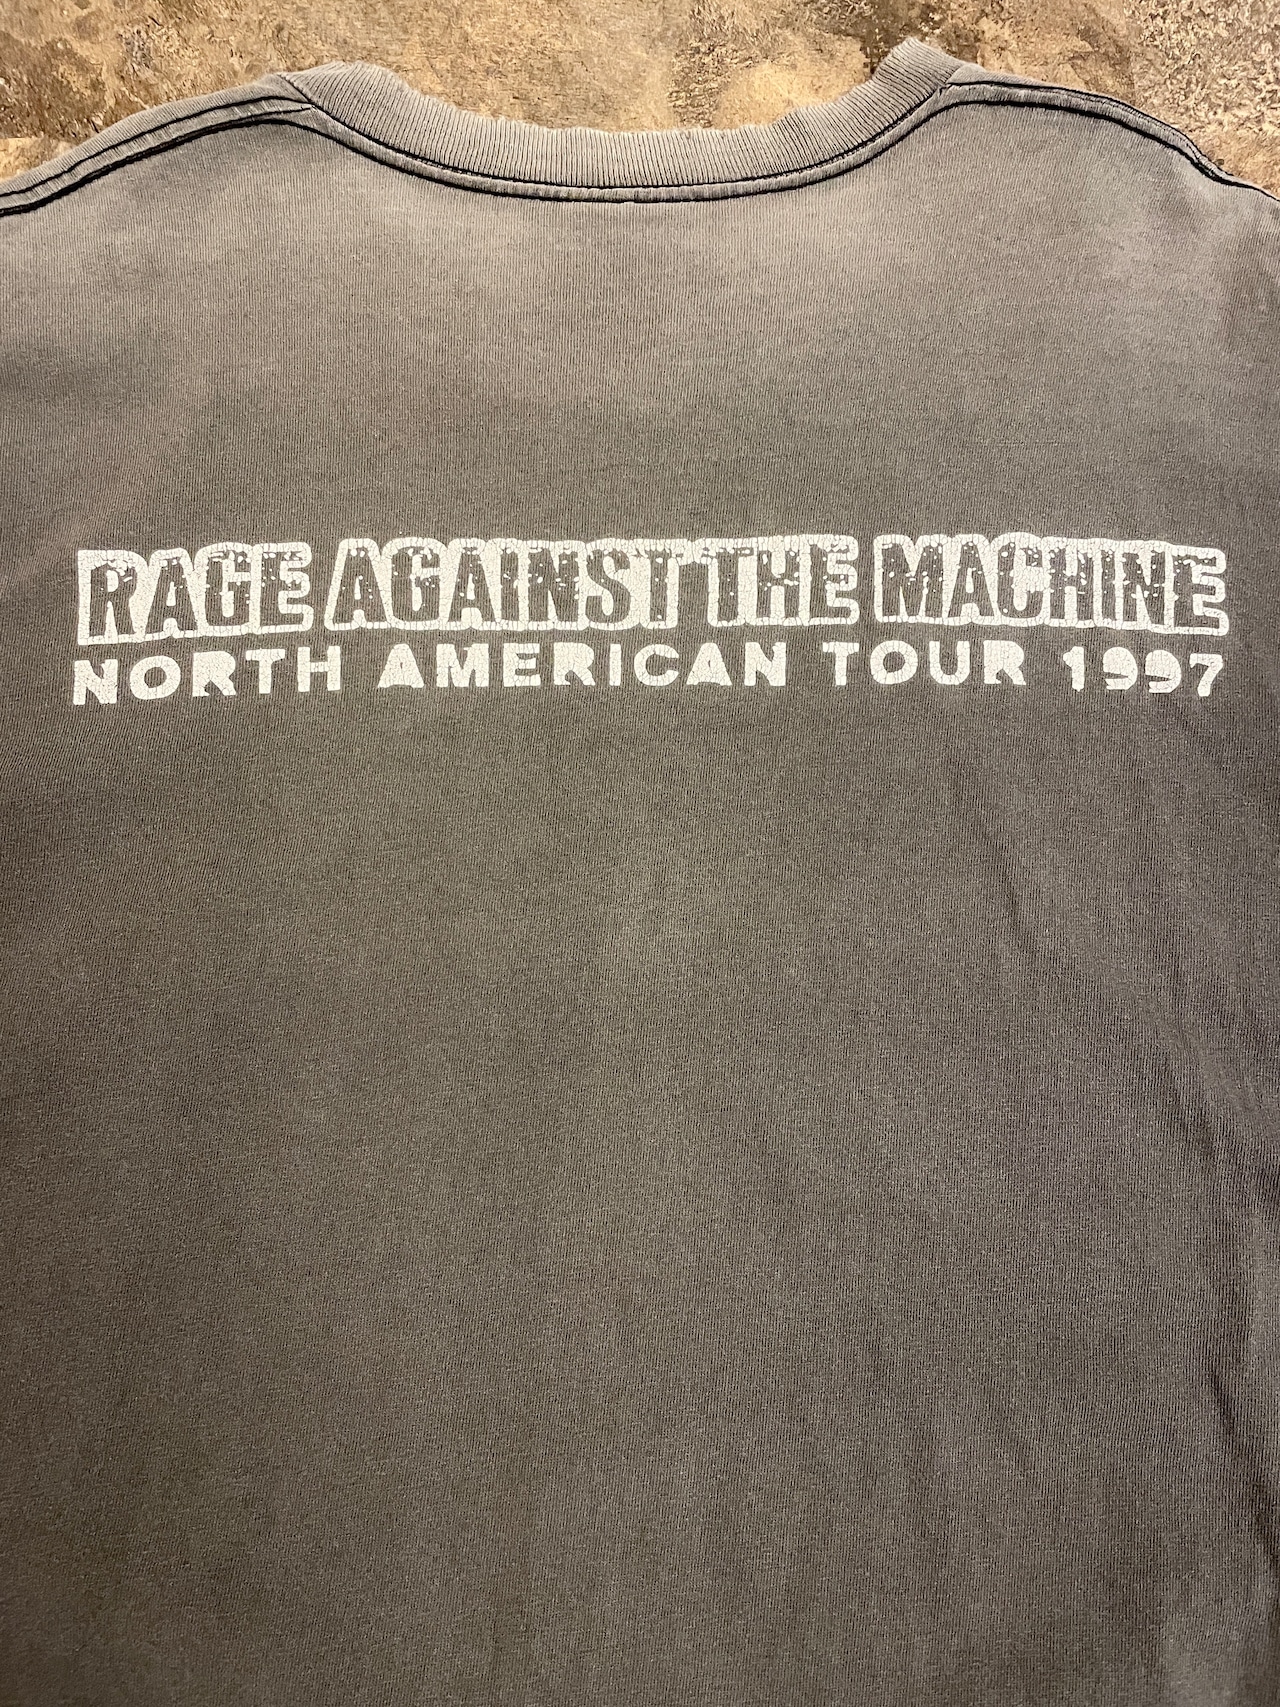 RAGE AGAINST THE MACHINE
NORTH AMERICAN TOUR 1997